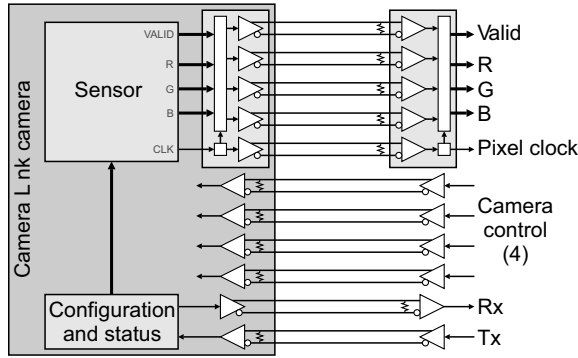 VALID
R
G
B
CLK
Sensor
Camera L nk camera
Configuration
and status
Valid
R
G
B
Pixel clock
Camera
control
(4)
Rx
Tx